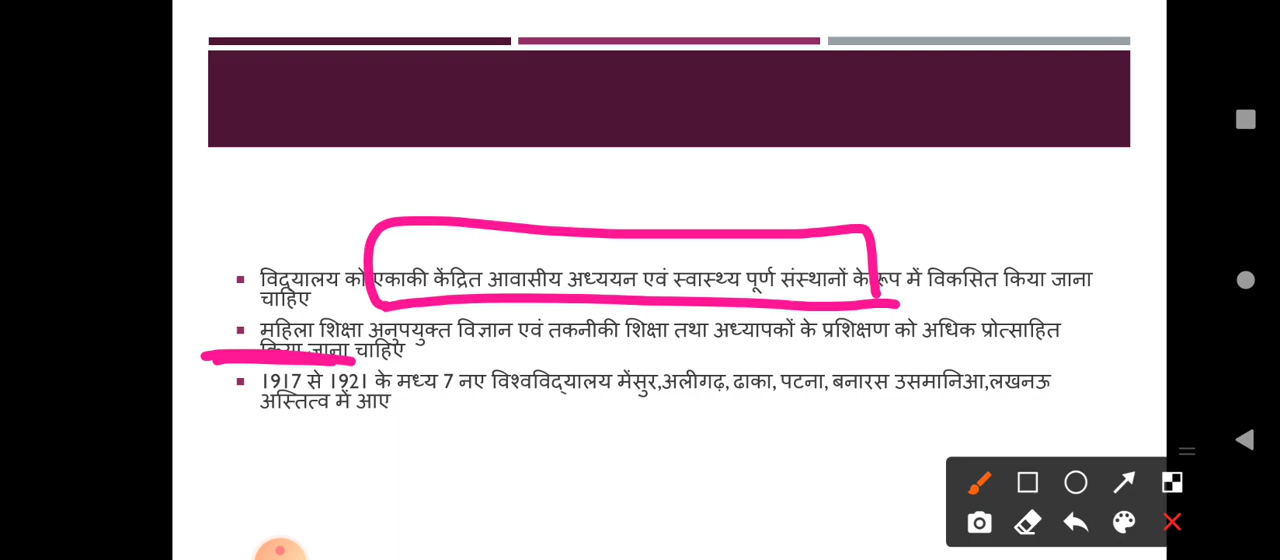 विद्यालय को एकाकी केंद्रित आवासीय अध्ययन एवं स्वास्थ्य पूर्ण संस्थानों के रूप में विकसित किया जाना
चाहिए
महिला शिक्षा अनुपयुक्त विज्ञान एवं तकनीकी शिक्षा तथा अध्यापकों के प्रशिक्षण को अधिक प्रोत्साहित
किया जाना चाहिए
1917 से 1921 के मध्य 7 नए विश्वविद्यालय मेंसुर,अलीगढ़, ढाका, पटना, बनारस उसमानिआ,लखनऊ
अस्तित्व में आए